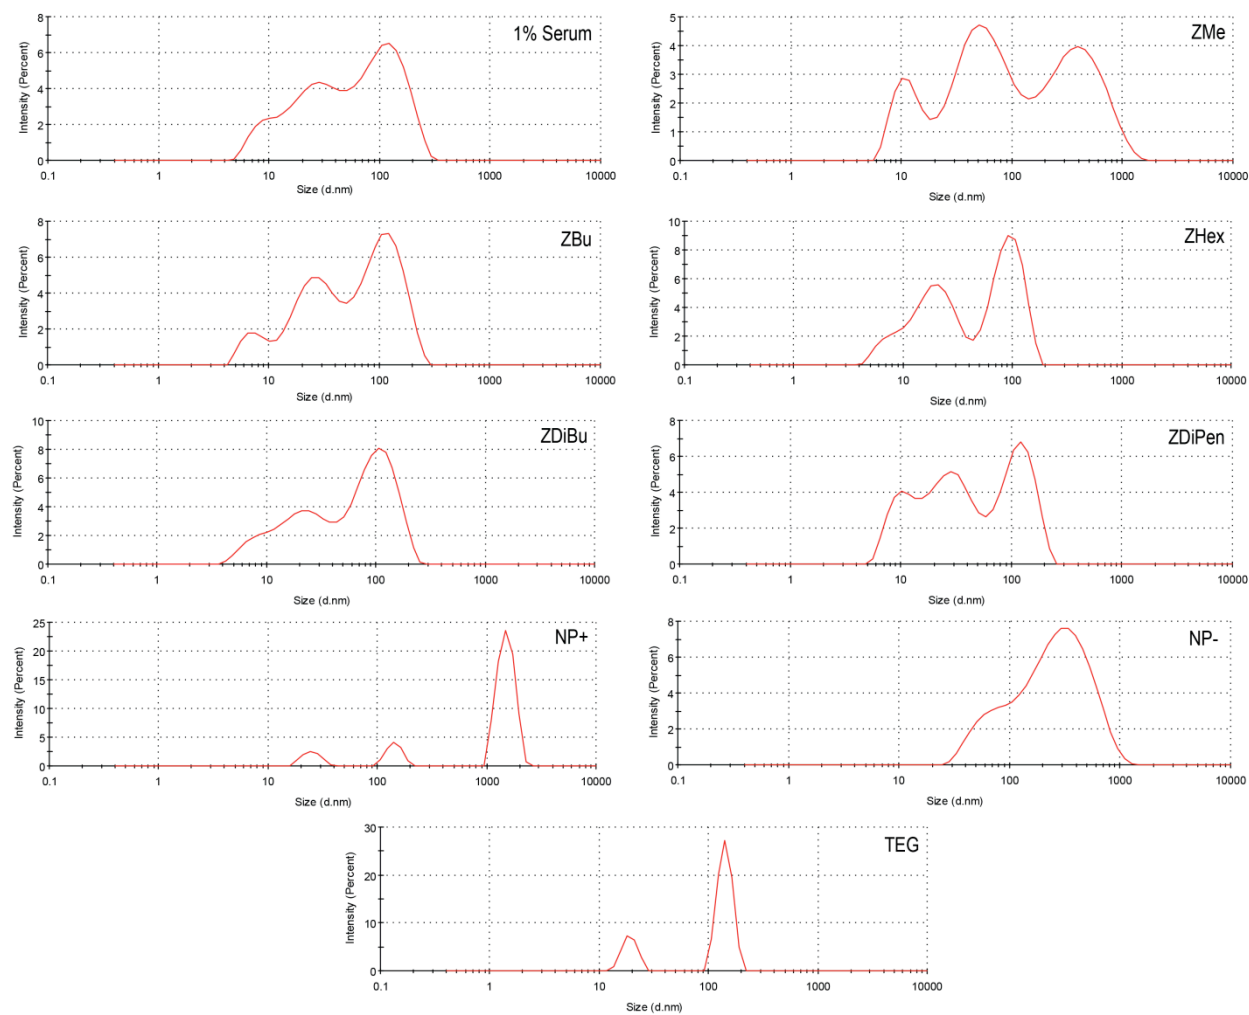 1% Serum
Intensity (Percent)
8
6
4
2
0
0.1 1 10 100 1000 10000
Size (d.nm)
ZMe
Intensity (Percent)
5
4
3
2
1
0
0.1 1 10 100 1000 10000
Size (d.nm)
ZBu
Intensity (Percent)
8
6
4
2
0
0.1 1 10 100 1000 10000
Size (d.nm)
ZHex
Intensity (Percent)
10
8
6
4
2
0
0.1 1 10 100 1000 10000
Size (d.nm)
ZDiBu
Intensity (Percent)
10
8
6
4
2
0
0.1 1 10 100 1000 10000
Size (d.nm)
ZDiPen
Intensity (Percent)
8
6
4
2
0
0.1 1 10 100 1000 10000
Size (d.nm)
NP+
Intensity (Percent)
25
20
15
10
5
0
0.1 1 10 100 1000 10000
Size (d.nm)
NP-
Intensity (Percent)
8
6
4
2
0
0.1 1 10 100 1000 10000
Size (d.nm)
TEG
Intensity (Percent)
30
20
10
0
0.1 1 10 100 1000 10000
Size (d.nm)